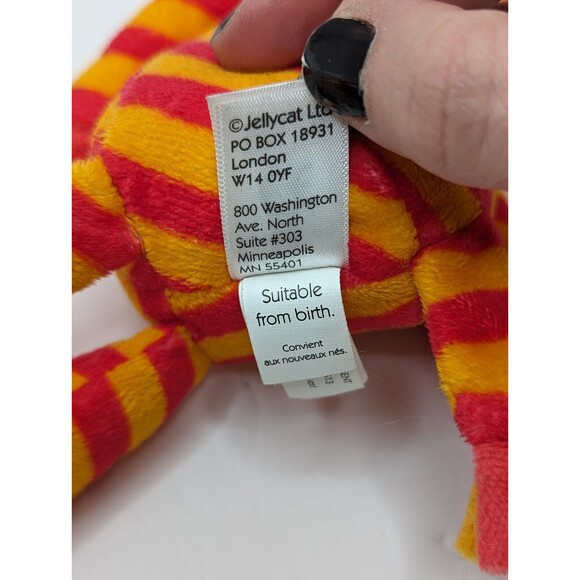 ©Jellycat Ltd
PO BOX 18931
London
W14 0YF
800 Washington
Ave. North
Suite #303
Minneapolis
MN 55401
Suitable
from birth.
Convient
aux nouveaux nés.